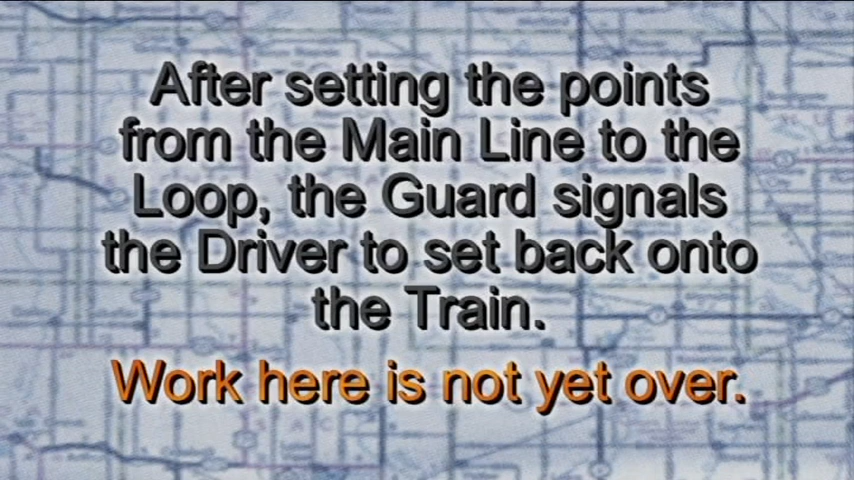 After setting the points
from the Main Line to the
Loop, the Guard signals
the Driver to set back onto
the Train.
Work here is not yet over.